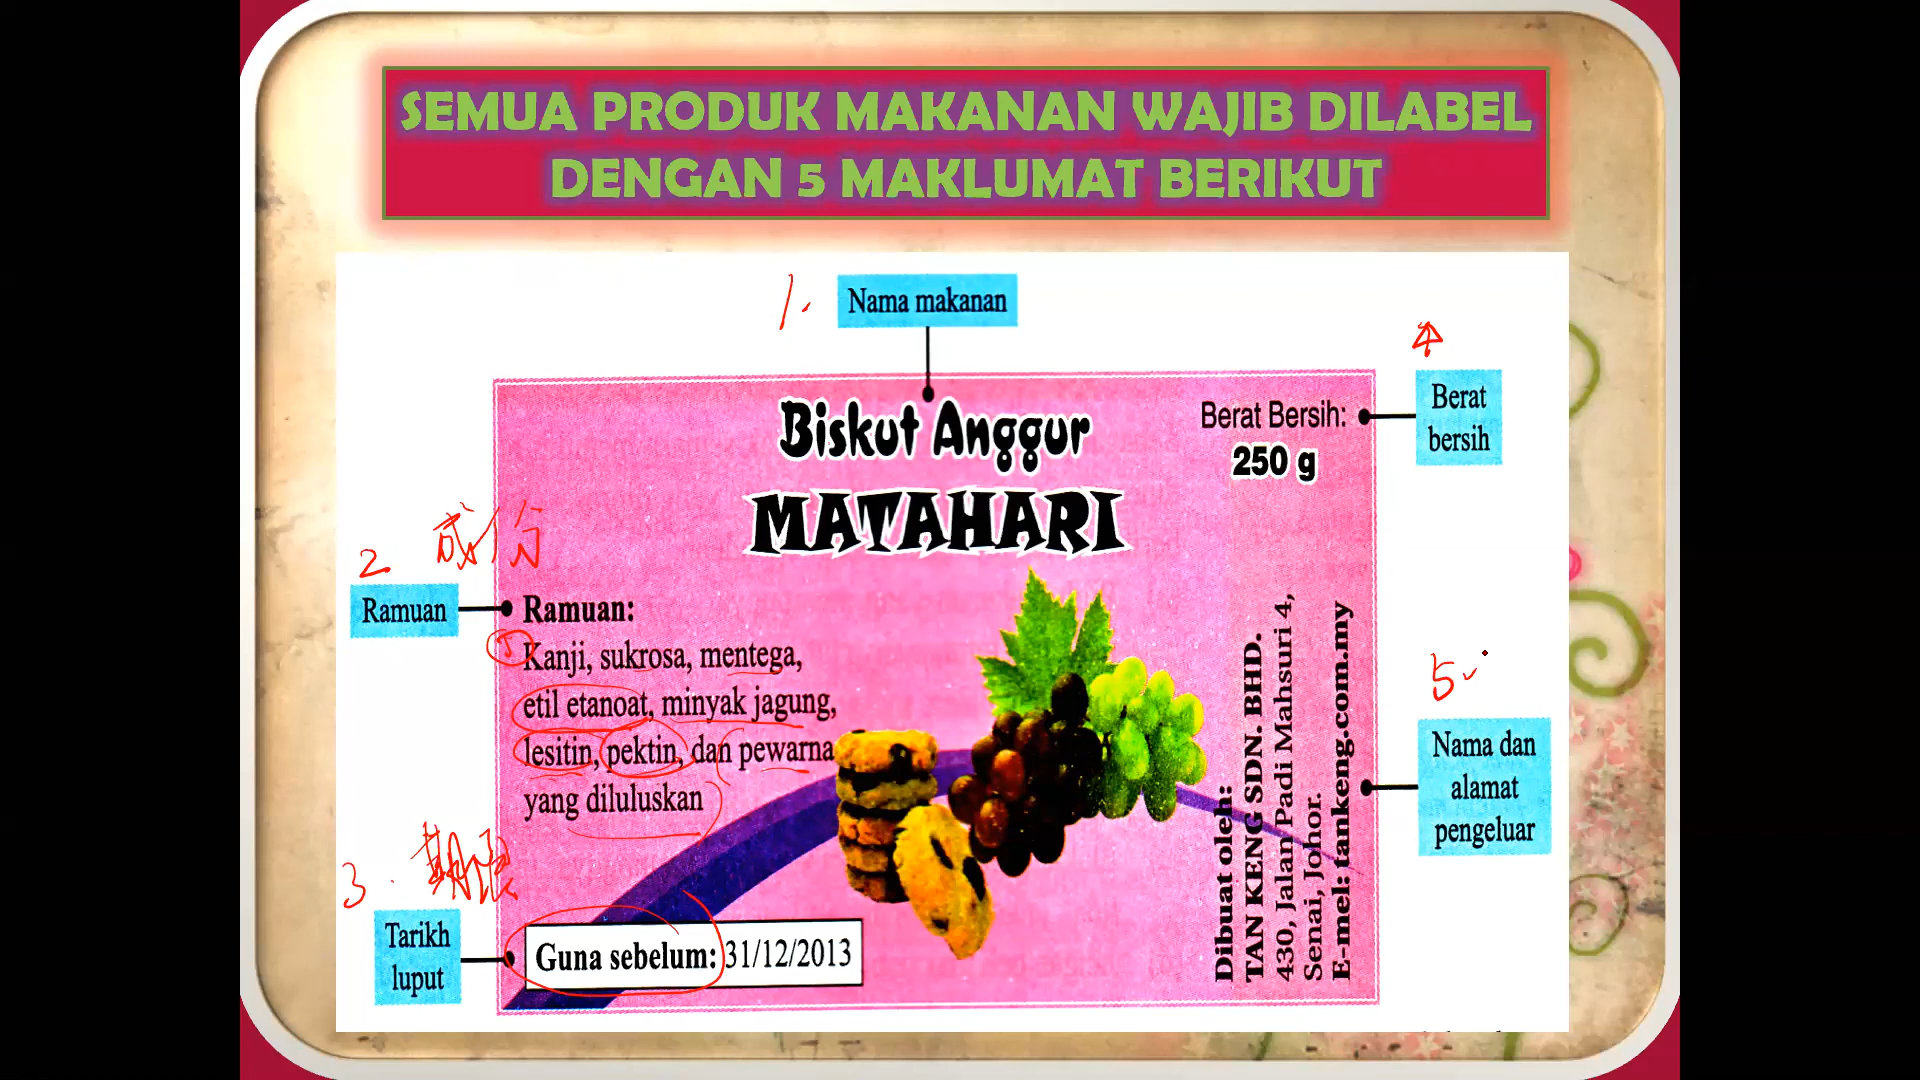 SEMUA PRODUK MAKANAN WAJIB DILABEL
DENGAN 5 MAKLUMAT BERIKUT
1.
Nama makanan
4
Berat
bersih
Biskut Anggur
MATAHARI
Berat Bersih:
250 g
2 成份
Ramuan
Ramuan:
Kanji, sukrosa, mentega,
etil etanoat, minyak jagung,
lesitin, pektin, dan pewarna
yang diluluskan
3. 期限
Tarikh
luput
Guna sebelum: 31/12/2013
Dibuat oleh:
TAN KENG SDN. BHD.
430, Jalan Padi Mahsuri 4,
Senai, Johor.
E-mel: tankeng.com.my
5.
Nama dan
alamat
pengeluar